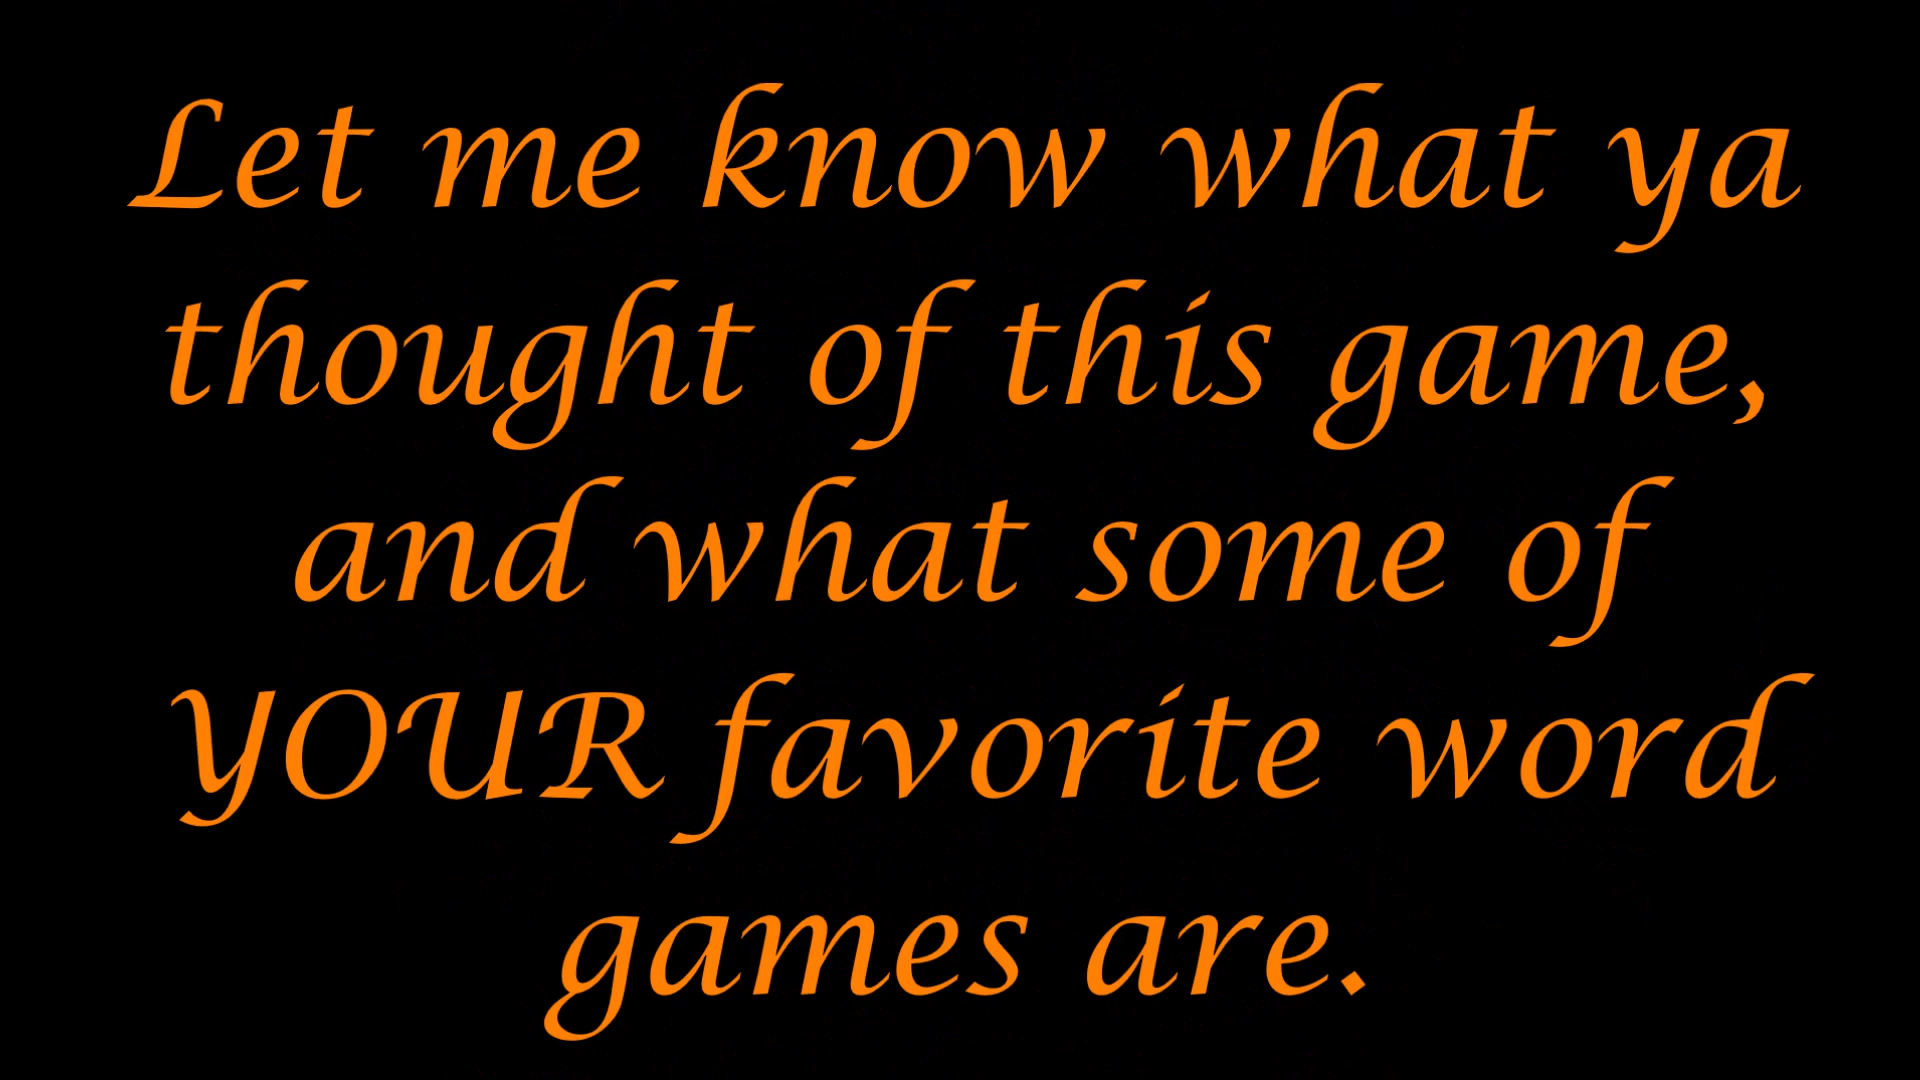 Let me know what ya
thought of this game,
and what some of
YOUR favorite word
games are.